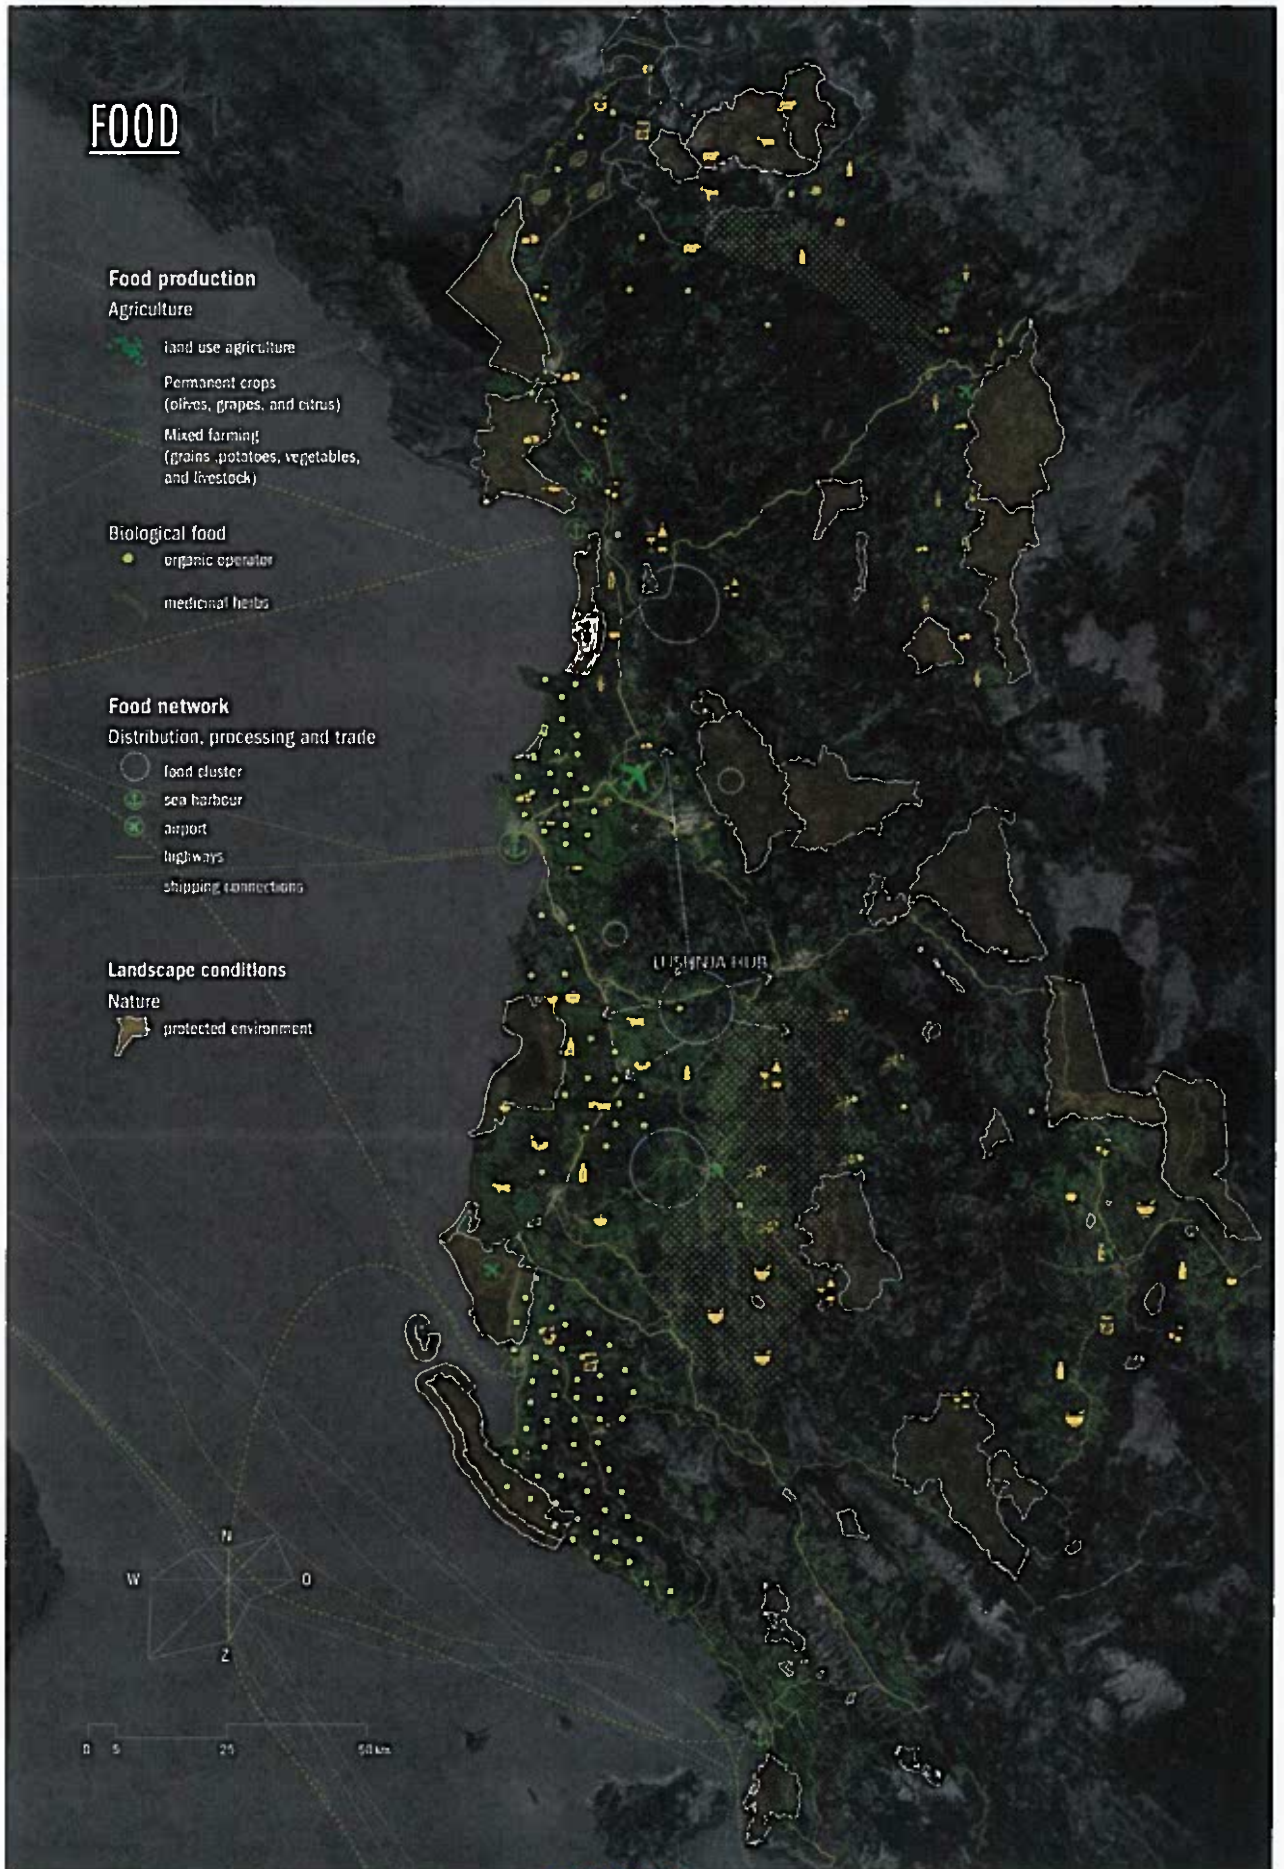 FOOD
Food production
Agriculture
land use agriculture
Permanent crops
(olives, grapes, and citrus)
Mixed farming
(grains ,potatoes, vegetables,
and livestock)
Biological food
organic operator
medicinal herbs
Food network
Distribution, processing and trade
food cluster
sea harbour
airport
highways
shipping connections
LUSHNJA HUB
Landscape conditions
Nature
protected environment
N
W
O
Z
0 5 25 50 km